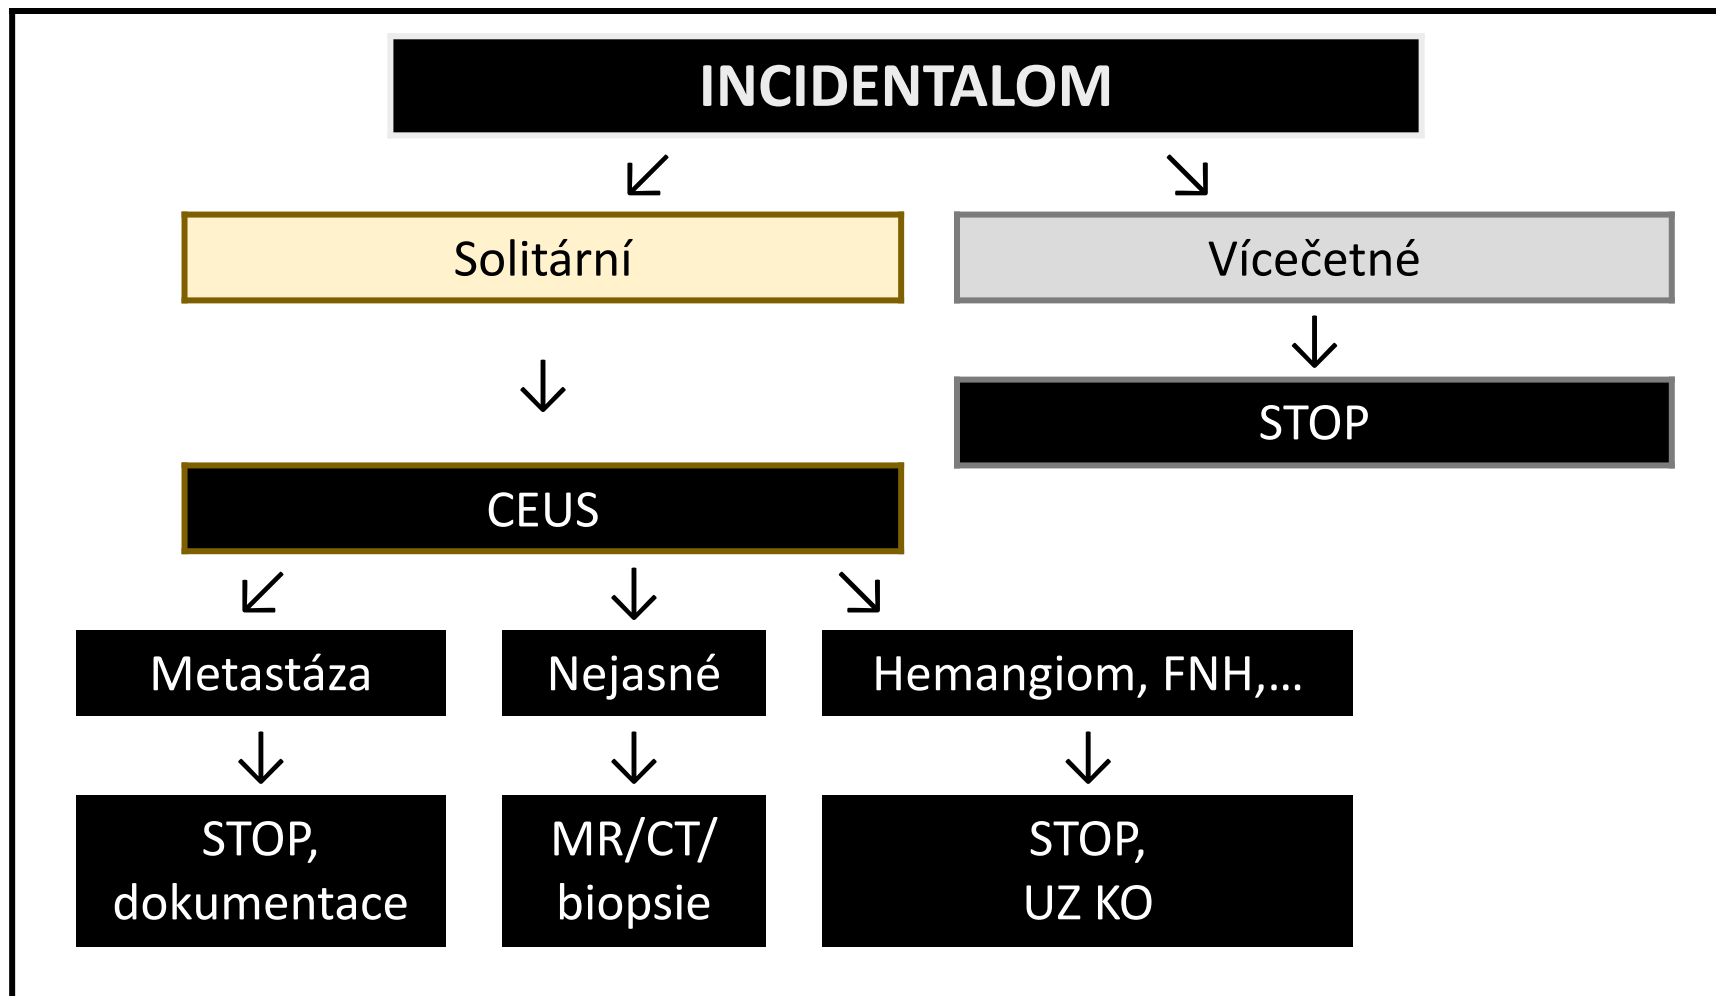 INCIDENTALOM
Solitární
Vícečetné
STOP
CEUS
Metastáza
Nejasné
Hemangiom, FNH,...
STOP,
dokumentace
MR/CT/
biopsie
STOP,
UZ KO